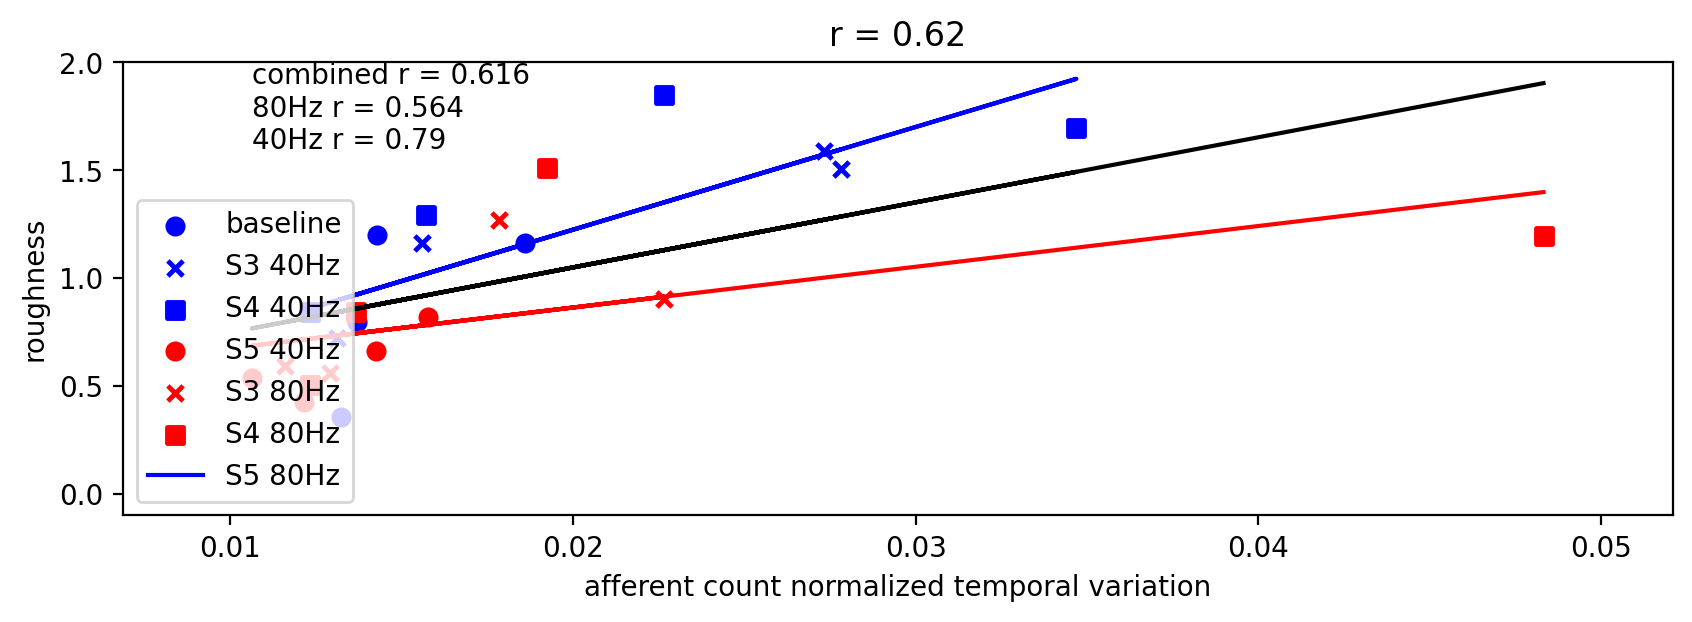 r = 0.62
combined r = 0.616
80Hz r = 0.564
40Hz r = 0.79
2.0
1.5
1.0
0.5
0.0
roughness
baseline
S3 40Hz
S4 40Hz
S5 40Hz
S3 80Hz
S4 80Hz
S5 80Hz
0.01 0.02 0.03 0.04 0.05
afferent count normalized temporal variation